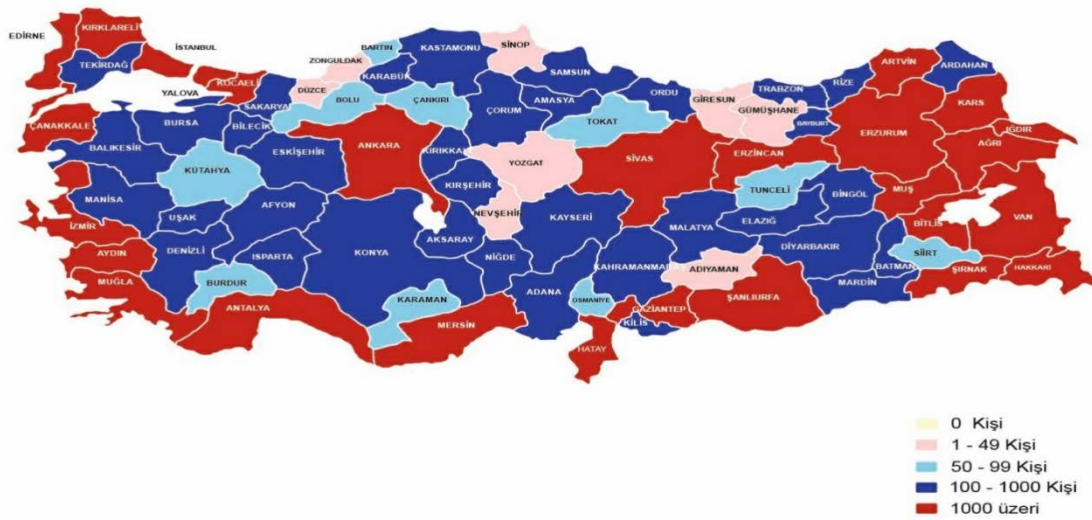 KIRKLARELİ
EDİRNE
İSTANBUL
TEKİRDAĞ
KOCAELİ
YALOVA
SAKARYA
DÜZCE
ZONGULDAK
BARTIN
KARABÜK
KASTAMONU
SİNOP
SAMSUN
BOLU
ÇANKIRI
ÇORUM
AMASYA
ORDU
TOKAT
GİRESUN
GÜMÜŞHANE
TRABZON
BAYBURT
RİZE
ARTVİN
ARDAHAN
KARS
IĞDIR
AĞRI
ERZURUM
ERZİNCAN
ÇANAKKALE
BURSA
BİLECİK
BALIKESİR
ESKİŞEHİR
ANKARA
KIRIKKAL
YOZGAT
SİVAS
KÜTAHYA
KIRŞEHİR
NEVŞEHİR
KAYSERİ
TUNCELİ
BİNGÖL
MUŞ
BİTLİS
VAN
MANİSA
UŞAK
AFYON
İZMİR
AYDIN
DENİZLİ
ISPARTA
KONYA
AKSARAY
NİĞDE
MALATYA
ELAZIĞ
DİYARBAKIR
BATMAN
SİİRT
ŞIRNAK
HAKKARİ
MUĞLA
BURDUR
ANTALYA
KARAMAN
MERSİN
ADANA
OSMANİYE
KAHRAMANMARAŞ
ADIYAMAN
GAZİANTEP
KİLİS
ŞANLIURFA
MARDİN
HATAY
0 Kişi
1 - 49 Kişi
50 - 99 Kişi
100 - 1000 Kişi
1000 üzeri